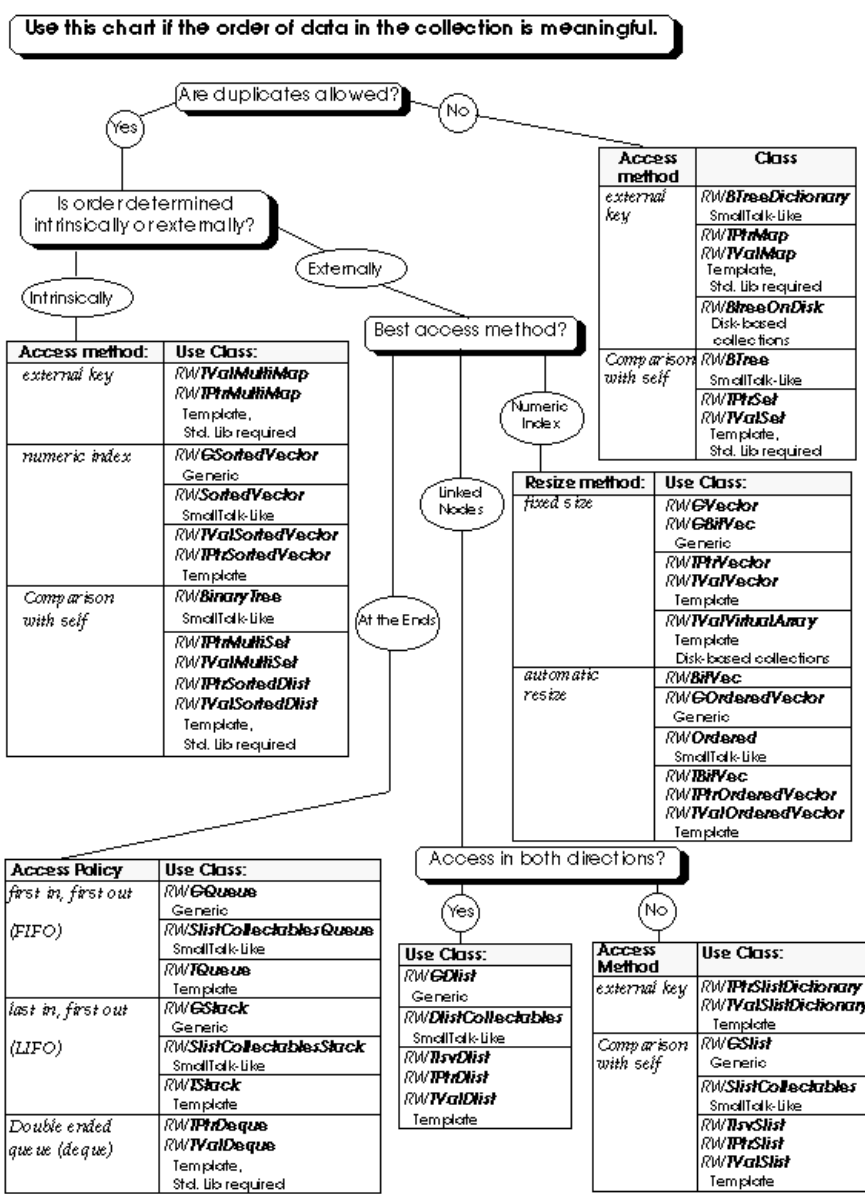 Use this chart if the order of data in the collection is meaningful.
Are duplicates allowed?
Yes
No
Is order determined
intrinsically or externally?
Intrinsically
Externally
Access method:
Use Class:
external key
RWTValMultiMap
RWTPtrMultiMap
Template,
Std. Lib required
numeric index
RWGSortedVector
Generic
RWSortedVector
SmallTalk-Like
RWTValSortedVector
RWTPtrSortedVector
Template
Comparison
with self
RWBinaryTree
SmallTalk-Like
RWTPtrMultiSet
RWTValMultiSet
RWTPtrSortedDlist
RWTValSortedDlist
Template,
Std. Lib required
Access
method
Class
external
key
RWBTreeDictionary
SmallTalk-Like
RWTPtrMap
RWTValMap
Template,
Std. Lib required
RWBtreeOnDisk
Disk-based
collections
Comparison
with self
RWBTree
SmallTalk-Like
RWTPtrSet
RWTValSet
Template,
Std. Lib required
Best access method?
At the Ends
Linked
Nodes
Numeric
Index
Resize method:
Use Class:
fixed size
RWGVector
RWGBitVec
Generic
RWTPtrVector
RWTValVector
Template
RWTValVirtualArray
Template
Disk-based collections
automatic
resize
RWBitVec
RWGOrderedVector
Generic
RWOrdered
SmallTalk-Like
RWTBitVec
RWTPtrOrderedVector
RWTValOrderedVector
Template
Access Policy
Use Class:
first in, first out
(FIFO)
RWGQueue
Generic
RWSlistCollectablesQueue
SmallTalk-Like
RWTQueue
Template
last in, first out
(LIFO)
RWGStack
Generic
RWSlistCollectablesStack
SmallTalk-Like
RWTStack
Template
Double ended
queue (deque)
RWTPtrDeque
RWTValDeque
Template,
Std. Lib required
Access in both directions?
Yes
No
Use Class:
RWGDlist
Generic
RWDlistCollectables
SmallTalk-Like
RWTIsvDlist
RWTPtrDlist
RWTValDlist
Template
Access
Method
Use Class:
external key
RWTPtrSlistDictionary
RWTValSlistDictionary
Template
Comparison
with self
RWGSlist
Generic
RWSlistCollectables
SmallTalk-Like
RWTIsvSlist
RWTPtrSlist
RWTValSlist
Template